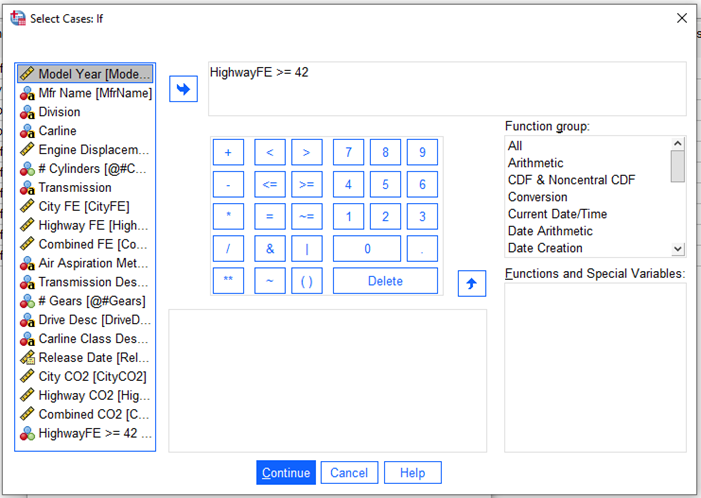 Select Cases: If
Model Year [Mode...
Mfr Name [MfrName]
Division
Carline
Engine Displacem...
# Cylinders [@#C...
Transmission
City FE [CityFE]
Highway FE [High...
Combined FE [Co...
Air Aspiration Met...
Transmission Des...
# Gears [@#Gears]
Drive Desc [DriveD...
Carline Class Des...
Release Date [Rel...
City CO2 [CityCO2]
Highway CO2 [Hig...
Combined CO2 [C...
HighwayFE >= 42 ...
HighwayFE >= 42
+ < > 7 8 9
- <= >= 4 5 6
* = ~= 1 2 3
/ & | 0 .
** ~ ( ) Delete
Function group:
All
Arithmetic
CDF & Noncentral CDF
Conversion
Current Date/Time
Date Arithmetic
Date Creation
Functions and Special Variables:
Continue Cancel Help